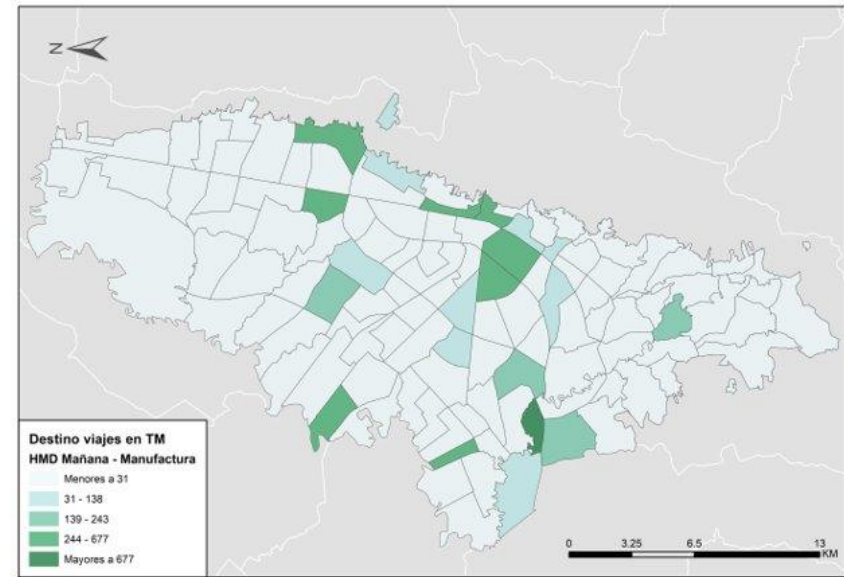 N
Destino viajes en TM
HMD Mañana - Manufactura
Menores a 31
31 - 138
139 - 243
244 - 677
Mayores a 677
0 3.25 6.5 13
KM